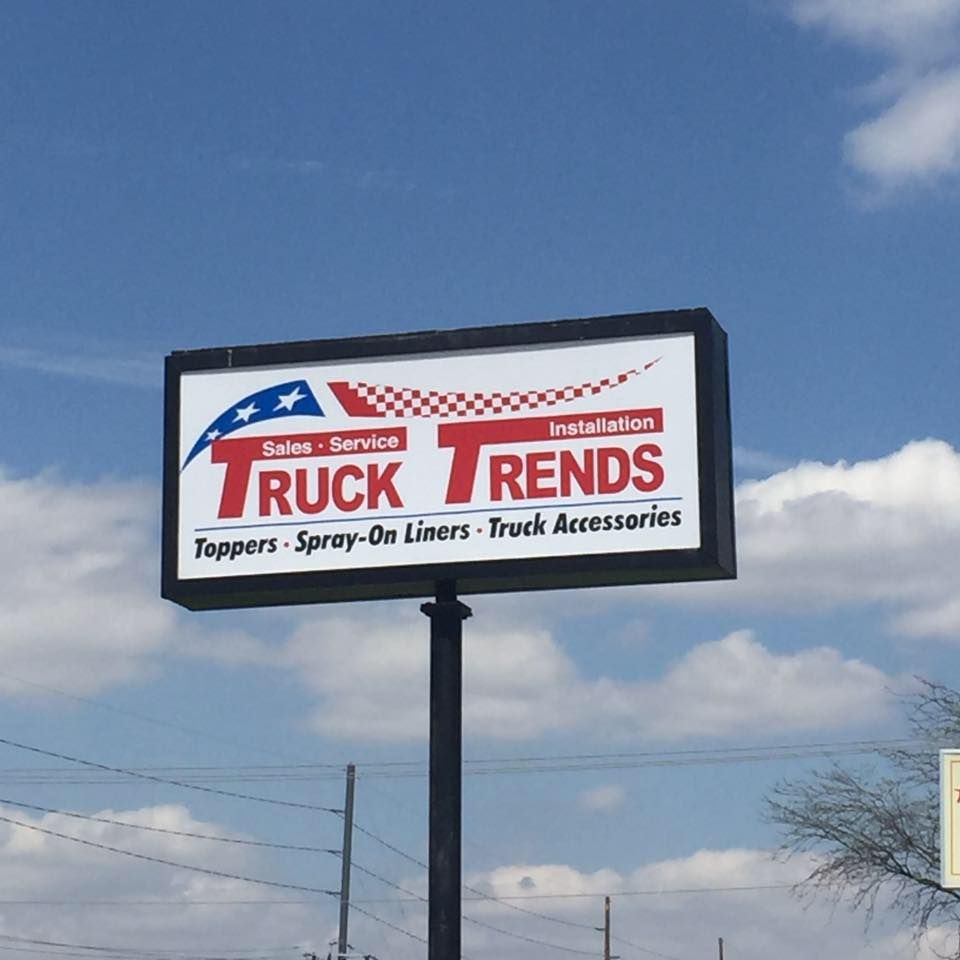 Sales · Service
Installation
TRUCK TRENDS
Toppers · Spray-On Liners · Truck Accessories